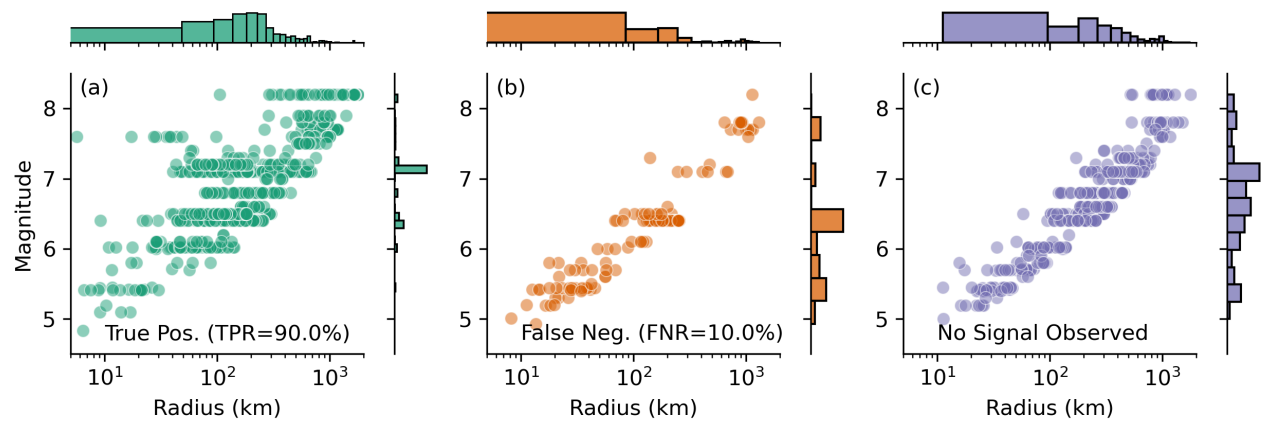 (a)
(b)
(c)
8
7
6
5
Magnitude
True Pos. (TPR=90.0%)
10¹
10²
10³
Radius (km)
8
7
6
5
False Neg. (FNR=10.0%)
10¹
10²
10³
Radius (km)
8
7
6
5
No Signal Observed
10¹
10²
10³
Radius (km)